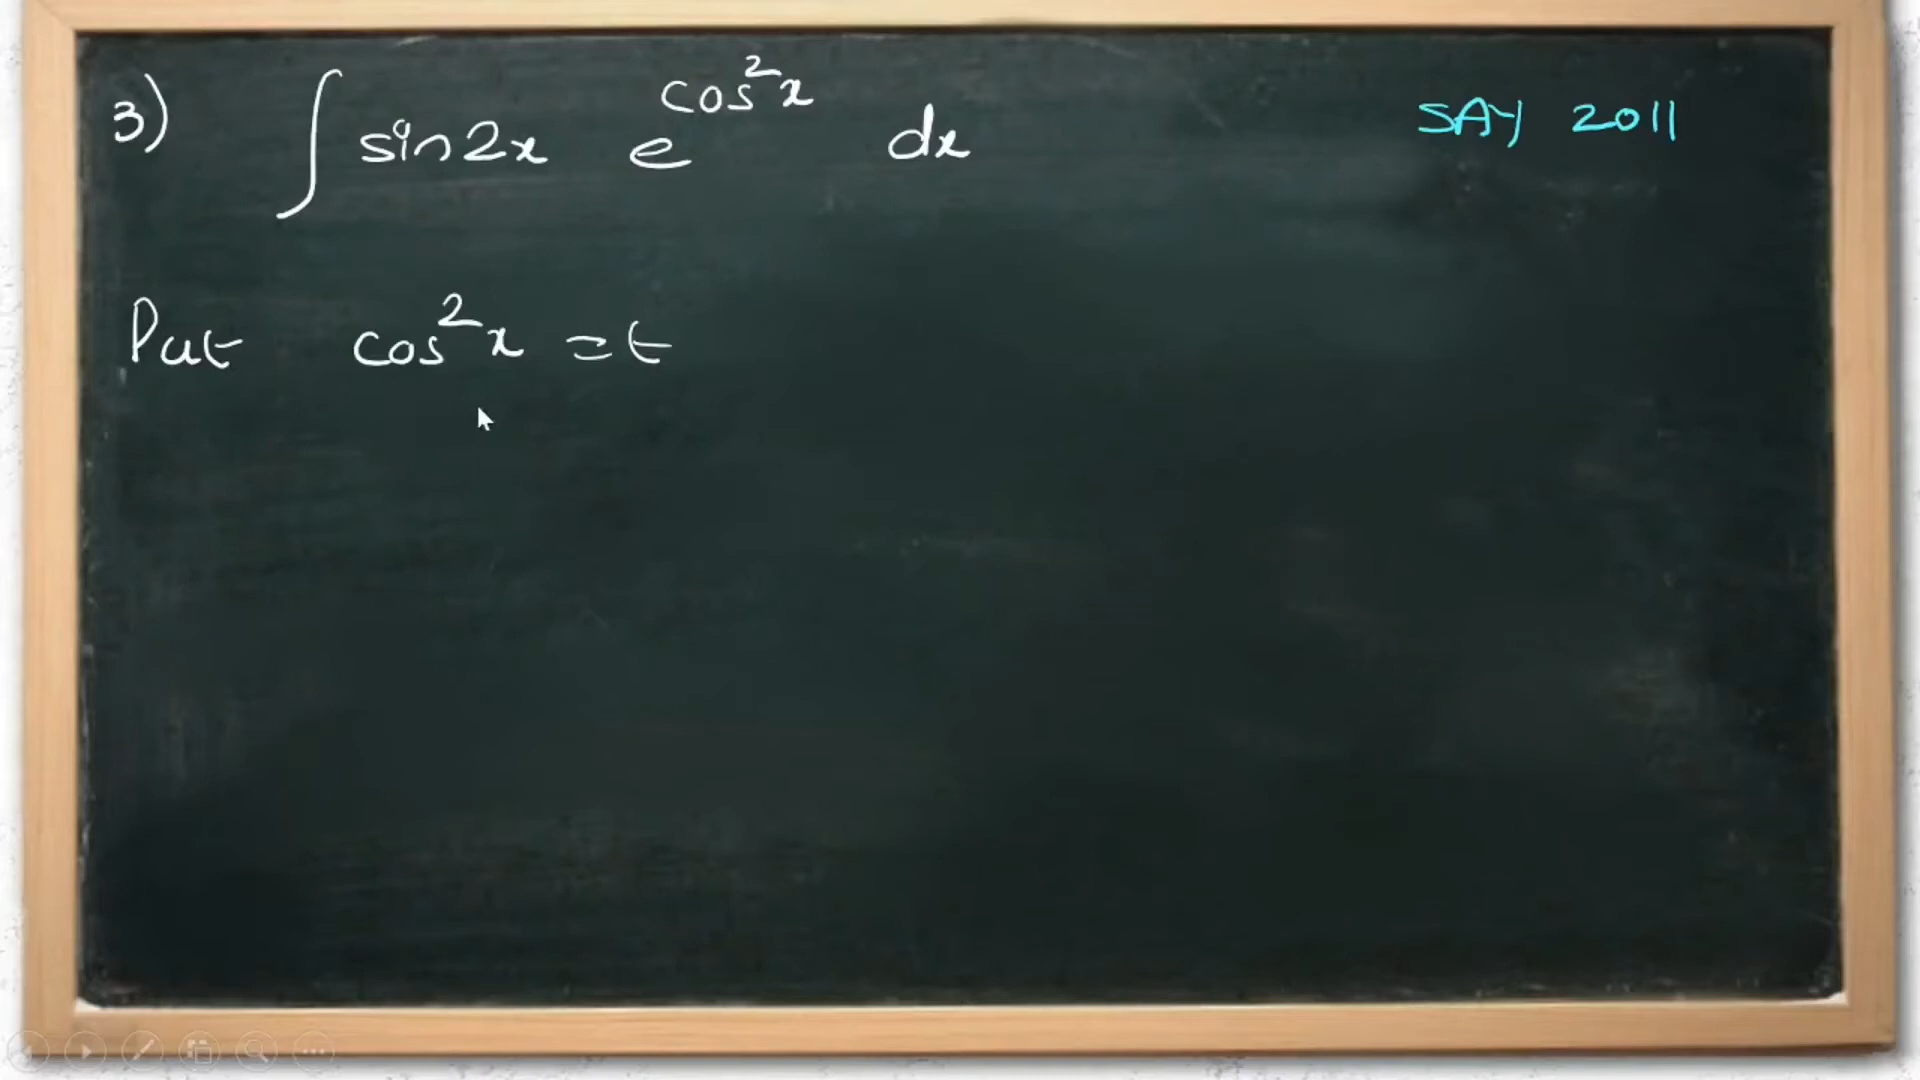 3) ∫ sin2x e^cos²x dx SAY 2011
Put cos²x = t